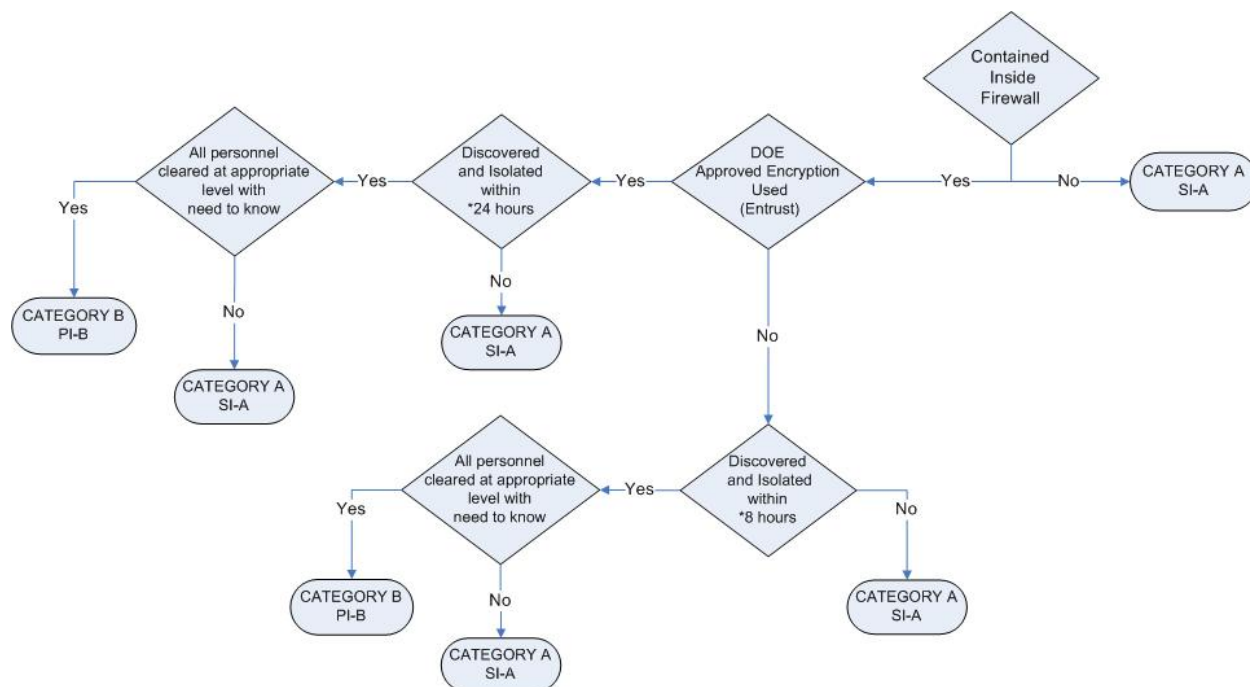 Contained
Inside
Firewall
Yes
No
CATEGORY A
SI-A
DOE
Approved Encryption
Used
(Entrust)
Yes
No
Discovered
and Isolated
within
*24 hours
Yes
No
CATEGORY A
SI-A
All personnel
cleared at appropriate
level with
need to know
Yes
No
CATEGORY B
PI-B
CATEGORY A
SI-A
Discovered
and Isolated
within
*8 hours
Yes
No
CATEGORY A
SI-A
All personnel
cleared at appropriate
level with
need to know
Yes
No
CATEGORY B
PI-B
CATEGORY A
SI-A